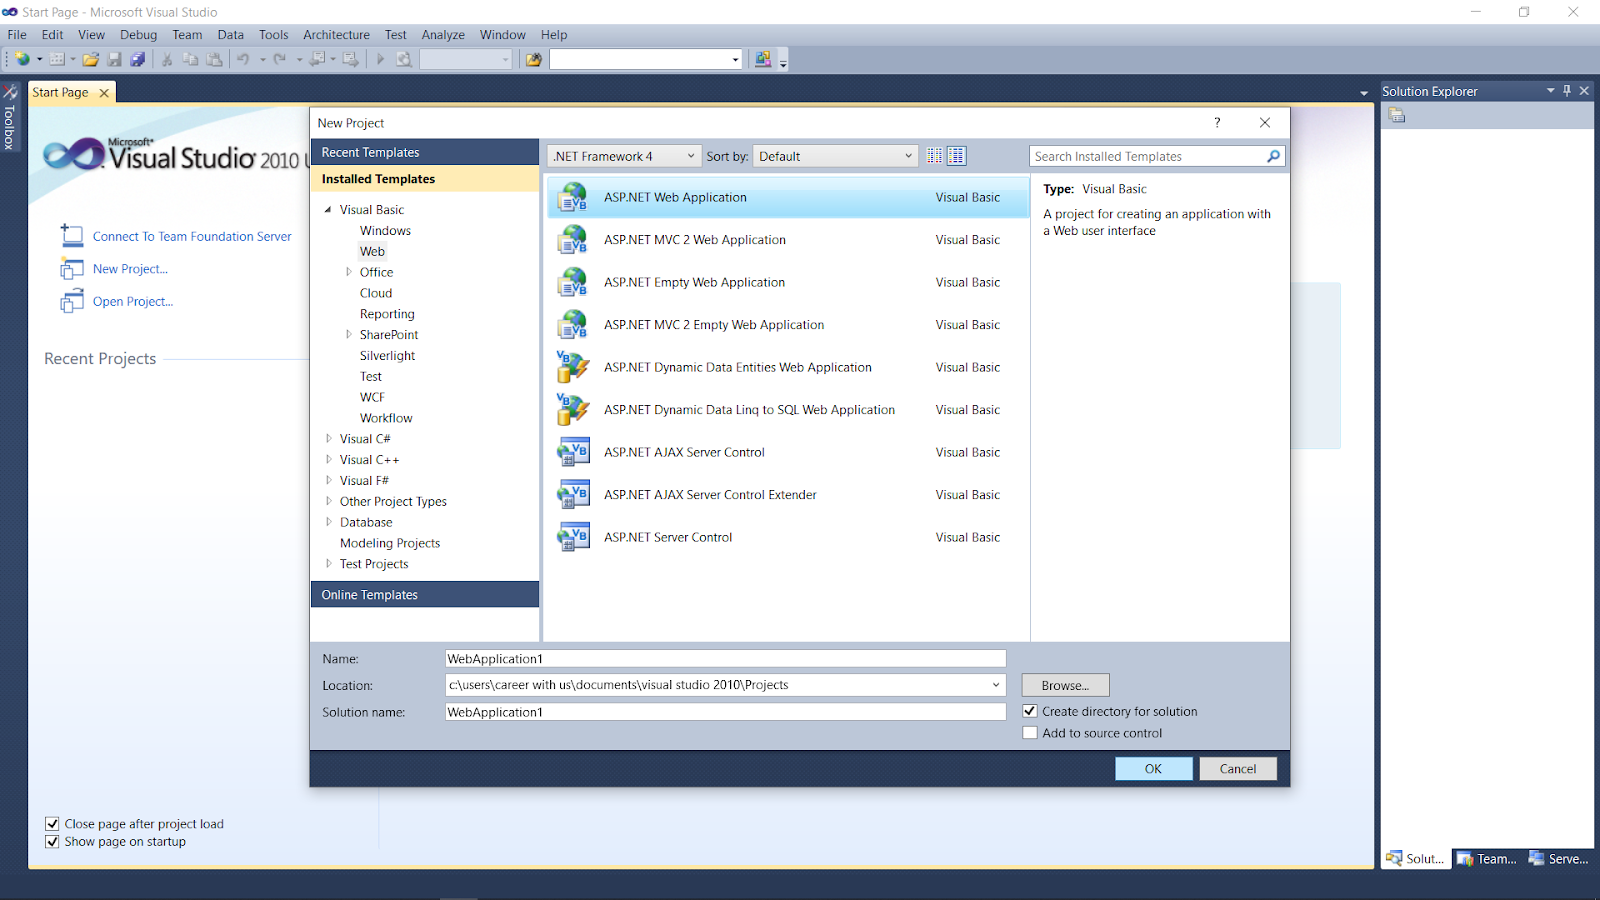 Start Page - Microsoft Visual Studio
File Edit View Debug Team Data Tools Architecture Test Analyze Window Help
Toolbox
Start Page
Solution Explorer
Microsoft
Visual Studio 2010 U
Connect To Team Foundation Server
New Project...
Open Project...
Recent Projects
Close page after project load
Show page on startup
New Project
?
Recent Templates
Installed Templates
Visual Basic
Windows
Web
Office
Cloud
Reporting
SharePoint
Silverlight
Test
WCF
Workflow
Visual C#
Visual C++
Visual F#
Other Project Types
Database
Modeling Projects
Test Projects
Online Templates
.NET Framework 4 Sort by: Default
Search Installed Templates
ASP.NET Web Application Visual Basic
ASP.NET MVC 2 Web Application Visual Basic
ASP.NET Empty Web Application Visual Basic
ASP.NET MVC 2 Empty Web Application Visual Basic
ASP.NET Dynamic Data Entities Web Application Visual Basic
ASP.NET Dynamic Data Linq to SQL Web Application Visual Basic
ASP.NET AJAX Server Control Visual Basic
ASP.NET AJAX Server Control Extender Visual Basic
ASP.NET Server Control Visual Basic
Type: Visual Basic
A project for creating an application with
a Web user interface
Name: WebApplication1
Location: c:\users\career with us\documents\visual studio 2010\Projects Browse...
Solution name: WebApplication1
Create directory for solution
Add to source control
OK Cancel
Solut... Team... Serve...